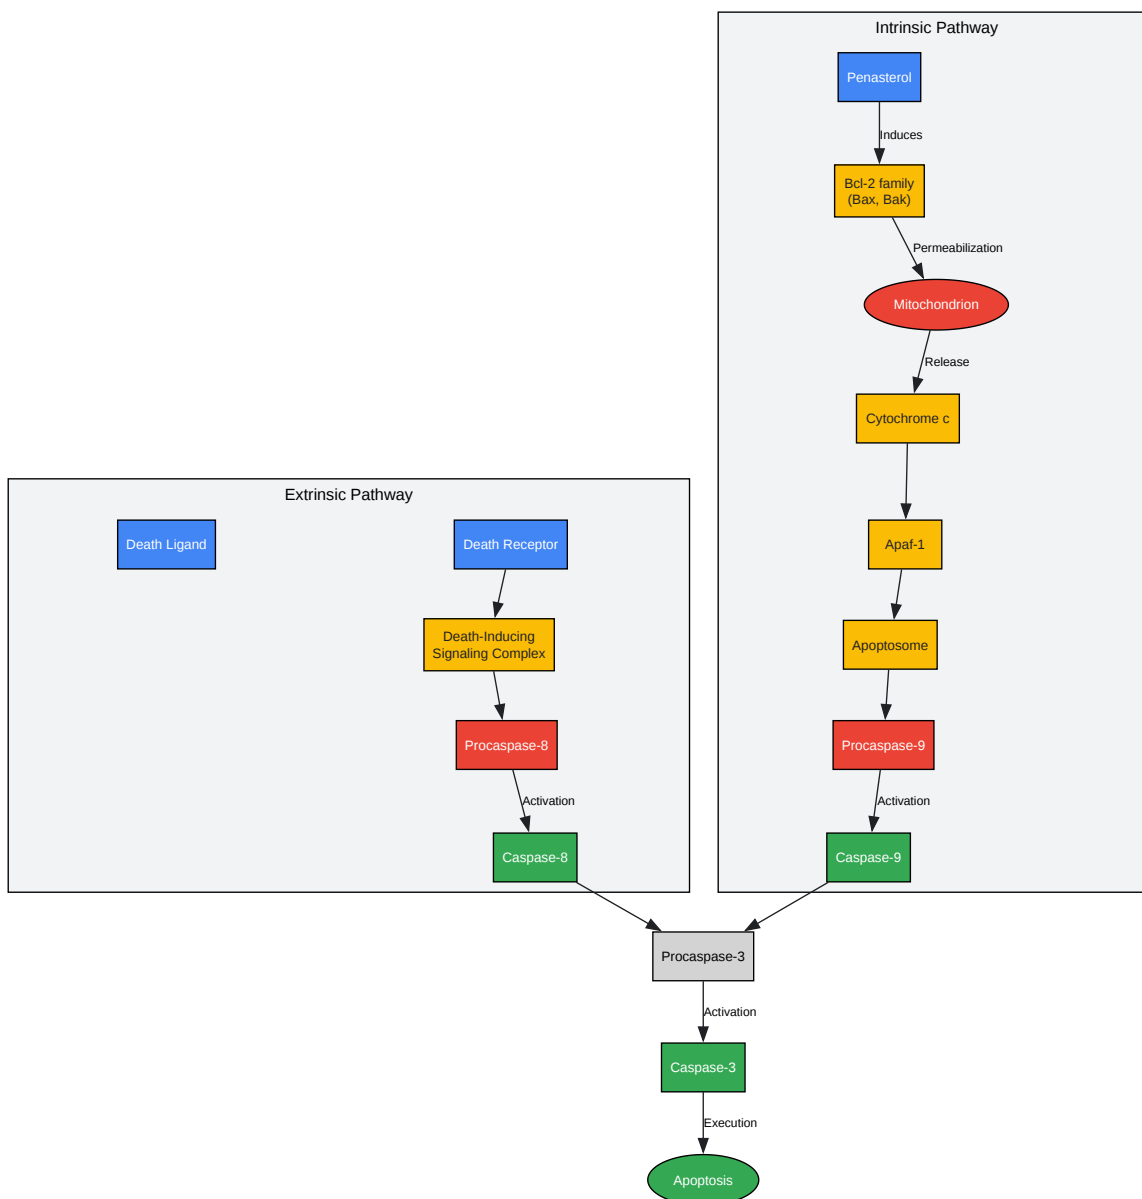 Intrinsic Pathway
Penasterol
Induces
Bcl-2 family
(Bax, Bak)
Permeabilization
Mitochondrion
Release
Cytochrome c
Apaf-1
Apoptosome
Procaspase-9
Activation
Caspase-9
Extrinsic Pathway
Death Ligand
Death Receptor
Death-Inducing
Signaling Complex
Procaspase-8
Activation
Caspase-8
Procaspase-3
Activation
Caspase-3
Execution
Apoptosis